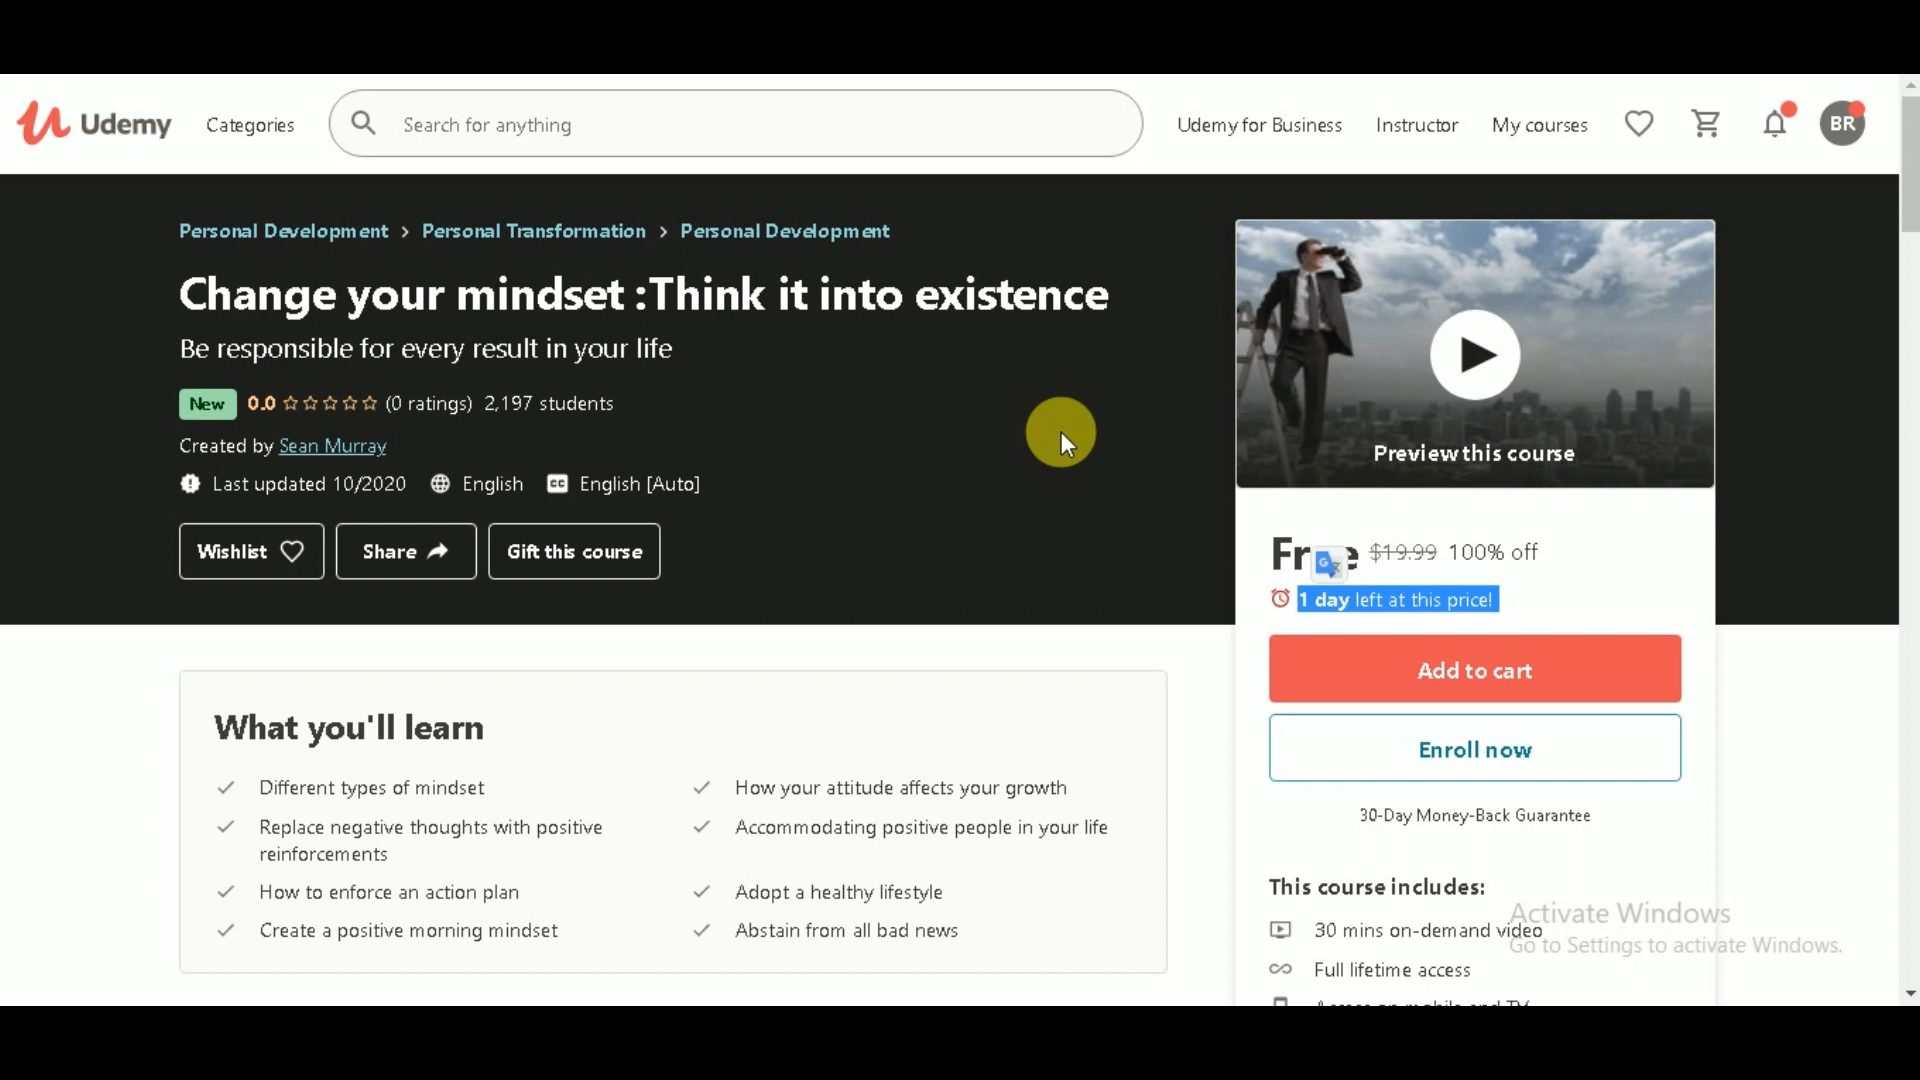 Udemy
Categories
Search for anything
Udemy for Business
Instructor
My courses
BR
Personal Development › Personal Transformation › Personal Development
Change your mindset :Think it into existence
Be responsible for every result in your life
New 0.0 (0 ratings) 2,197 students
Created by Sean Murray
Last updated 10/2020 English CC English [Auto]
Wishlist
Share
Gift this course
What you'll learn
Different types of mindset
How your attitude affects your growth
Replace negative thoughts with positive
reinforcements
Accommodating positive people in your life
How to enforce an action plan
Adopt a healthy lifestyle
Create a positive morning mindset
Abstain from all bad news
Preview this course
$19.99 100% off
1 day left at this price!
Add to cart
Enroll now
30-Day Money-Back Guarantee
This course includes:
30 mins on-demand video
Full lifetime access
Activate Windows
Go to Settings to activate Windows.